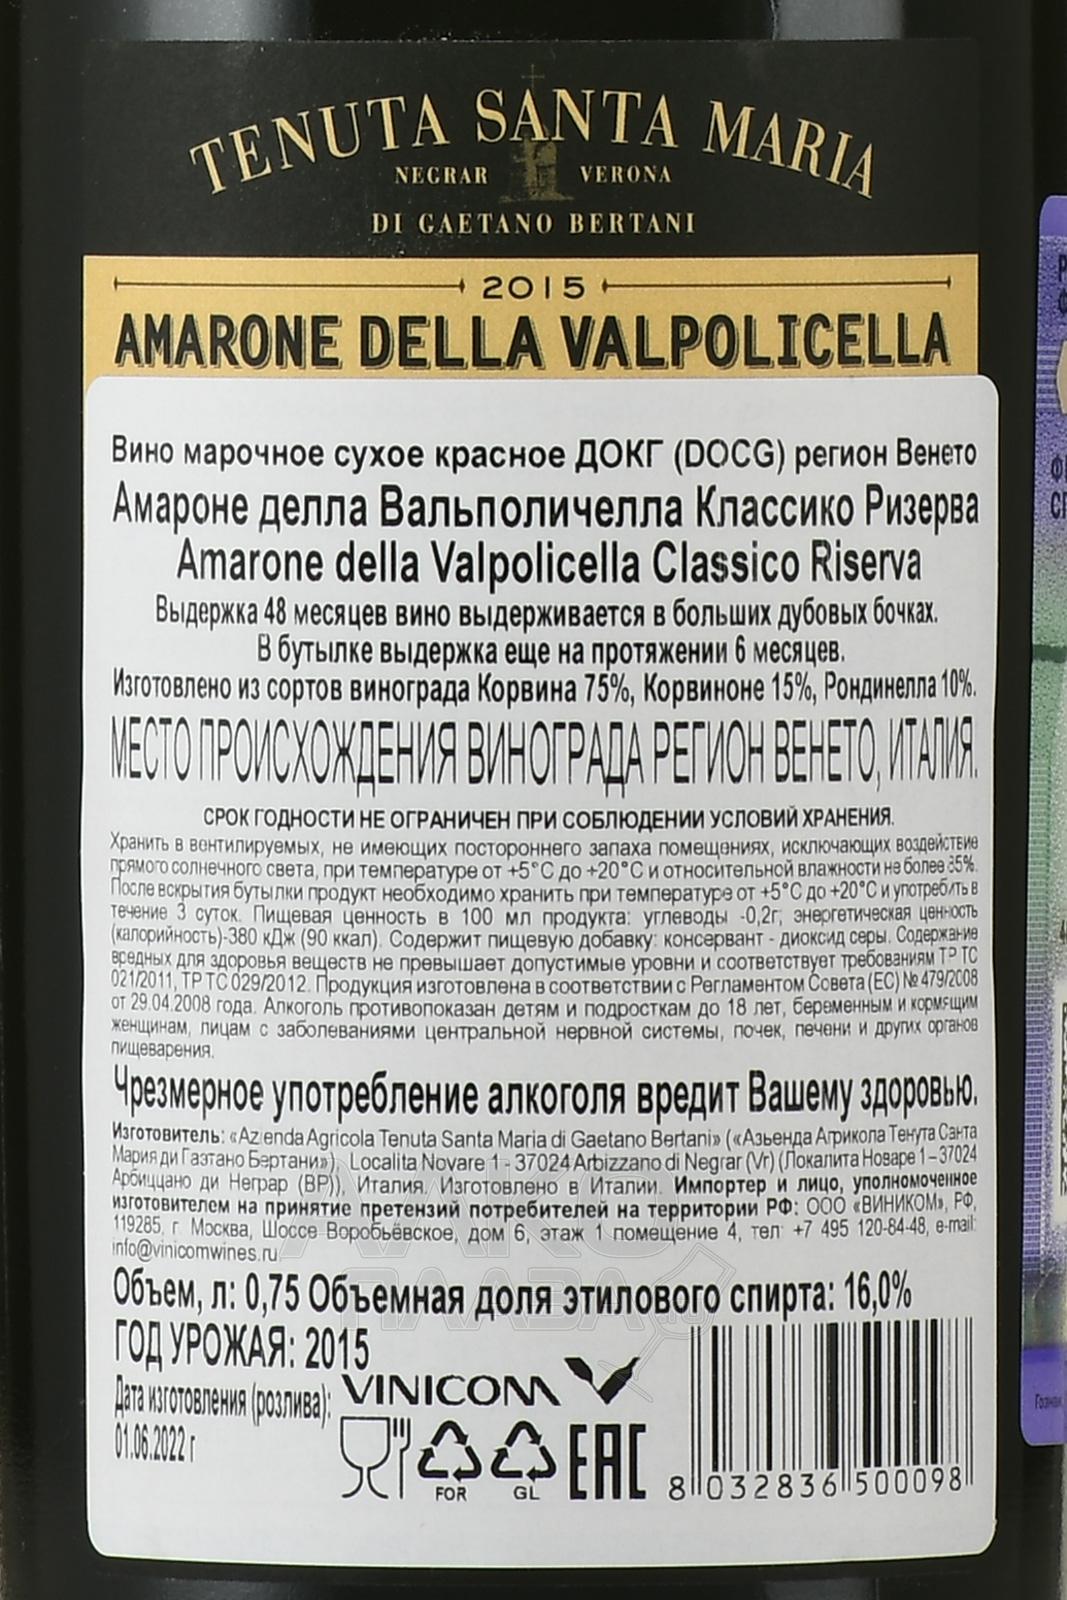 TENUTA SANTA MARIA
NEGRAR VERONA
DI GAETANO BERTANI
2015
AMARONE DELLA VALPOLICELLA
Вино марочное сухое красное ДОКГ (DOCG) регион Венето
Амароне делла Вальполичелла Классико Ризерва
Amarone della Valpolicella Classico Riserva
Выдержка 48 месяцев вино выдерживается в больших дубовых бочках.
В бутылке выдержка еще на протяжении 6 месяцев.
Изготовлено из сортов винограда Корвина 75%, Корвиноне 15%, Рондинелла 10%.
МЕСТО ПРОИСХОЖДЕНИЯ ВИНОГРАДА РЕГИОН ВЕНЕТО, ИТАЛИЯ.
СРОК ГОДНОСТИ НЕ ОГРАНИЧЕН ПРИ СОБЛЮДЕНИИ УСЛОВИЙ ХРАНЕНИЯ.
Хранить в вентилируемых, не имеющих постороннего запаха помещениях, исключающих воздействие
прямого солнечного света, при температуре от +5°С до +20°С и относительной влажности не более 85%.
После вскрытия бутылки продукт необходимо хранить при температуре от +5°С до +20°С и употребить в
течение 3 суток. Пищевая ценность в 100 мл продукта: углеводы -0,2г; энергетическая ценность
(калорийность)-380 кДж (90 ккал). Содержит пищевую добавку: консервант - диоксид серы. Содержание
вредных для здоровья веществ не превышает допустимые уровни и соответствует требованиям ТР ТС
021/2011, ТР ТС 029/2012. Продукция изготовлена в соответствии с Регламентом Совета (ЕС) № 479/2008
от 29.04.2008 года. Алкоголь противопоказан детям и подросткам до 18 лет, беременным и кормящим
женщинам, лицам с заболеваниями центральной нервной системы, почек, печени и других органов
пищеварения.
Чрезмерное употребление алкоголя вредит Вашему здоровью.
Изготовитель: «Azienda Agricola Tenuta Santa Maria di Gaetano Bertani» («Азьенда Агрикола Тенута Санта
Мария ди Гаэтано Бертани»), Localita Novare 1 - 37024 Arbizzano di Negrar (Vr) (Локалита Новаре 1 – 37024
Арбиццано ди Неграр (ВР)), Италия. Изготовлено в Италии. Импортер и лицо, уполномоченное
изготовителем на принятие претензий потребителей на территории РФ: ООО «ВИНИКОМ», РФ,
119285, г. Москва, Шоссе Воробьёвское, дом 6, этаж 1 помещение 4, тел: +7 495 120-84-48, e-mail:
info@vinicomwines.ru
Объем, л: 0,75 Объемная доля этилового спирта: 16,0%
ГОД УРОЖАЯ: 2015
Дата изготовления (розлива):
01.06.2022 г
VINICOM
FOR
GL
EAC
8 032836 500098